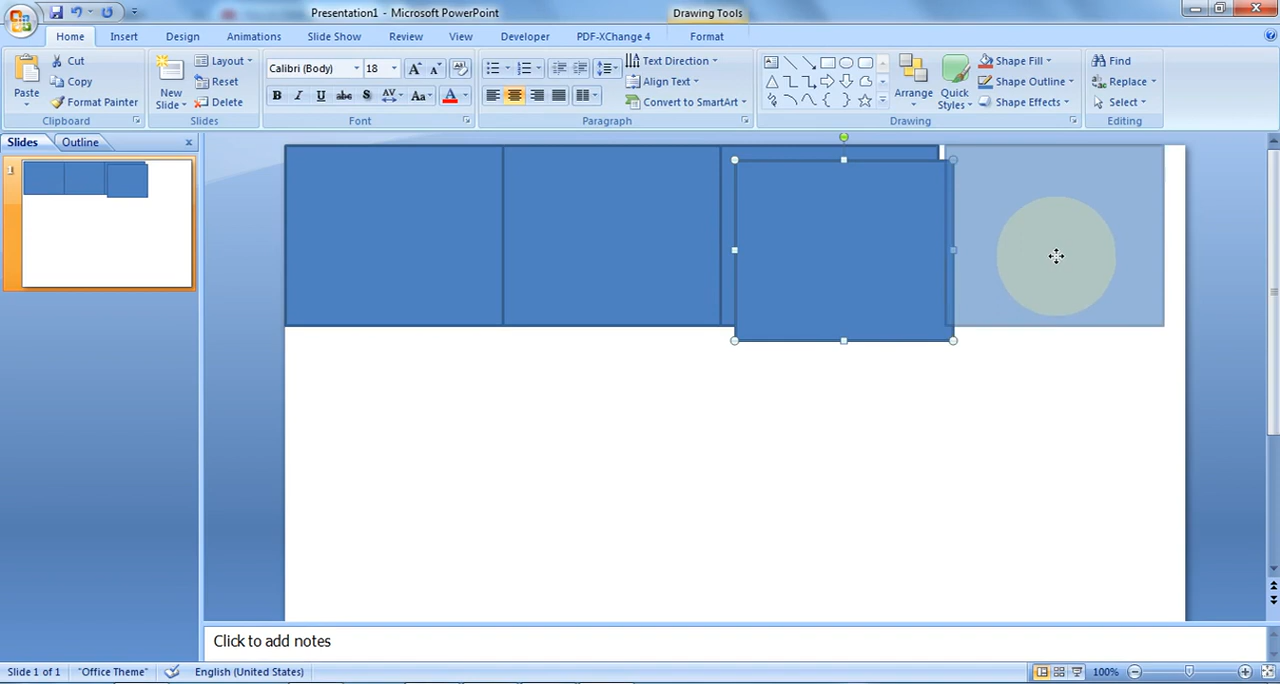 Presentation1 - Microsoft PowerPoint
Drawing Tools
Home
Insert
Design
Animations
Slide Show
Review
View
Developer
PDF-XChange 4
Format
Paste
Cut
Copy
Format Painter
Clipboard
New
Slide
Layout
Reset
Delete
Slides
Calibri (Body)
18
B I U abc S AV Aa A
Font
Text Direction
Align Text
Convert to SmartArt
Paragraph
Arrange
Quick
Styles
Shape Fill
Shape Outline
Shape Effects
Drawing
Find
Replace
Select
Editing
Slides
Outline
1
Click to add notes
Slide 1 of 1
"Office Theme"
English (United States)
100%